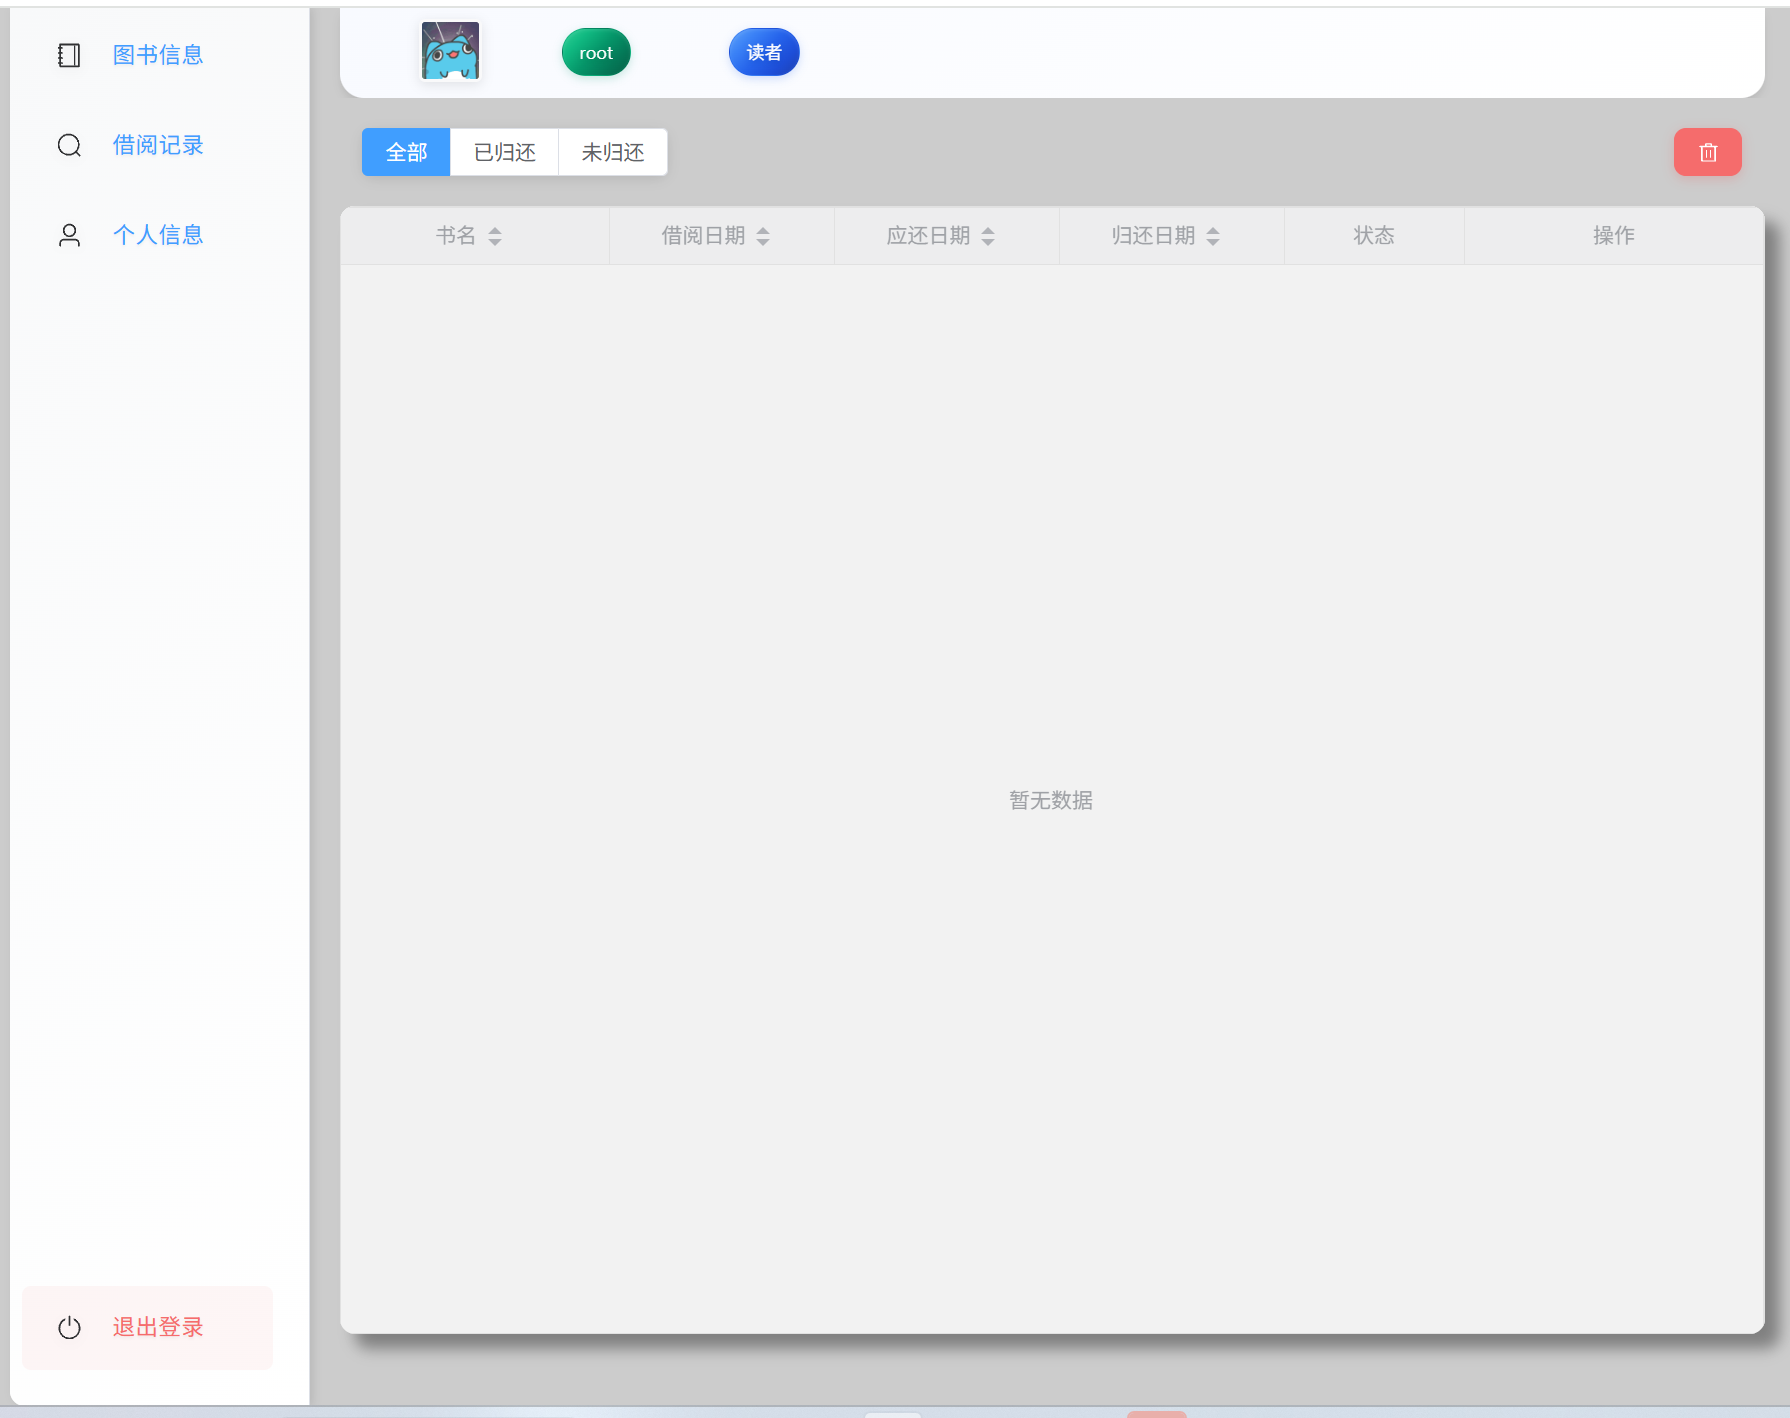 图书信息
借阅记录
个人信息
退出登录
root
读者
全部 已归还 未归还
书名 借阅日期 应还日期 归还日期 状态 操作
暂无数据